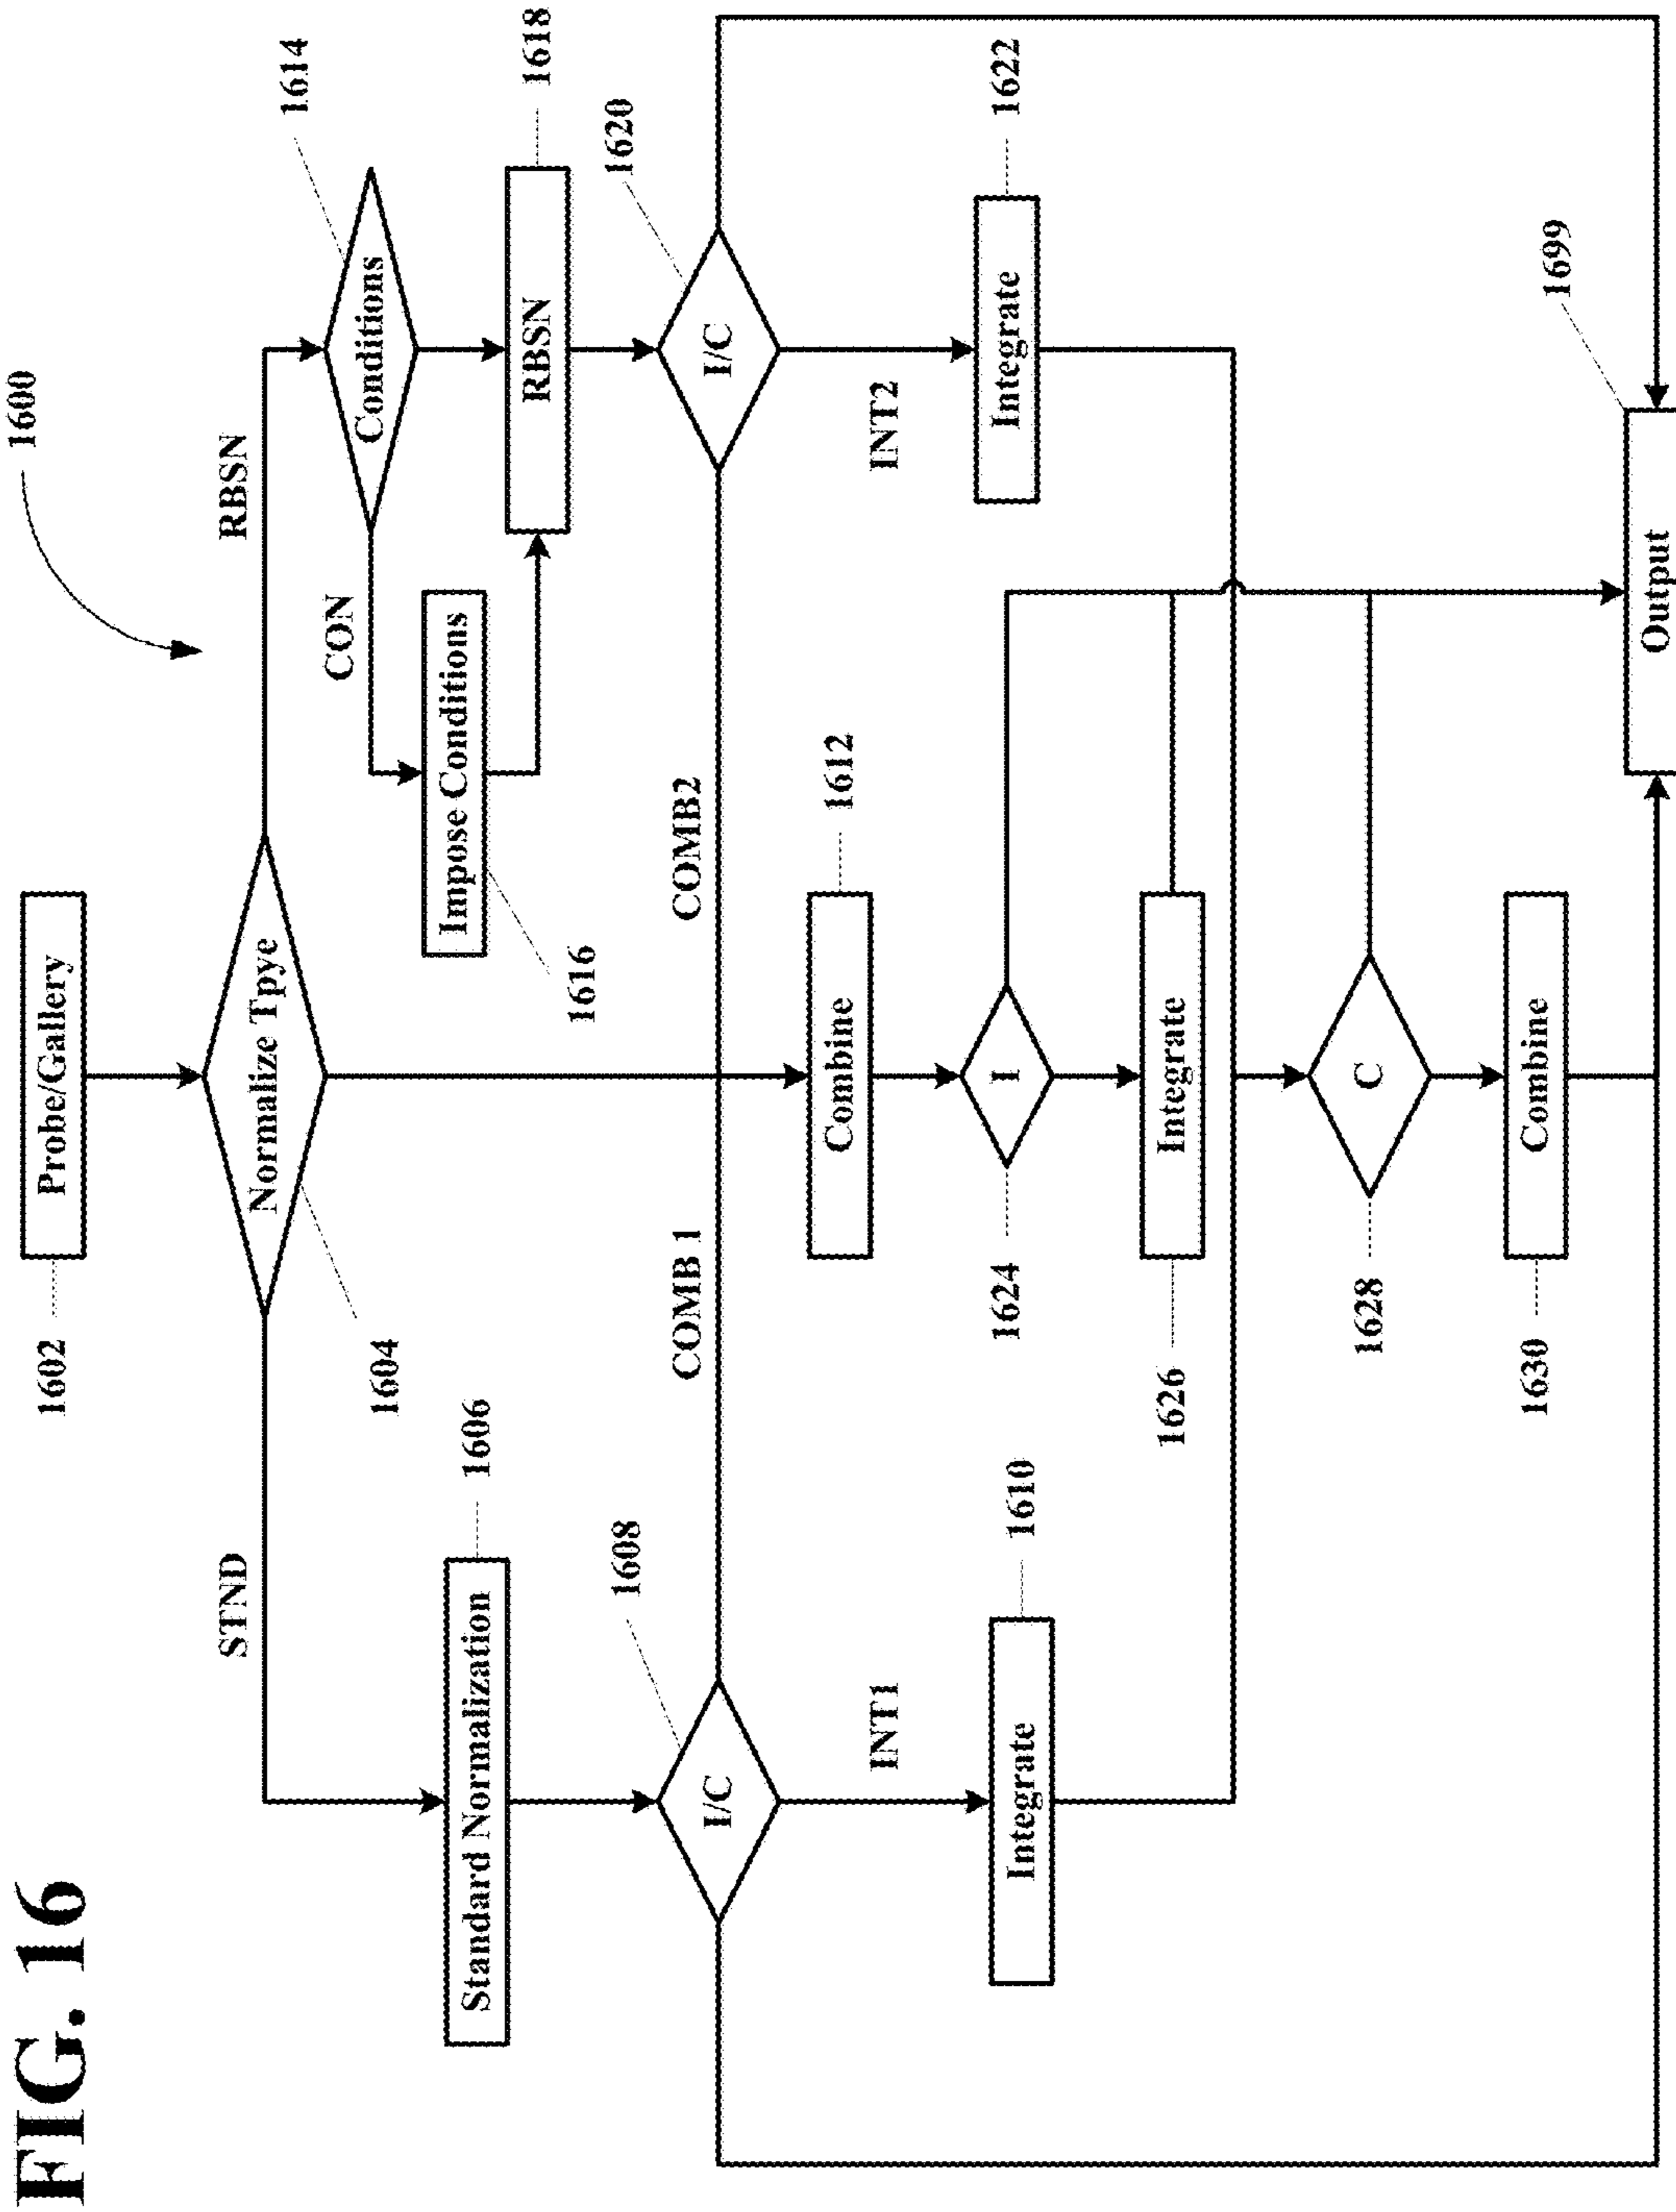 FIG. 16
1600
1602
Probe/Gallery
STND
Normalize Tpye
RBSN
1604
1614
Conditions
CON
1606
Standard Normalization
Impose Conditions
1616
RBSN
1618
1608
I/C
COMB 1
COMB2
I/C
1620
Combine
1612
INT1
INT2
1610
Integrate
1624
I
Integrate
1622
1626
Integrate
1628
C
1630
Combine
1699
Output